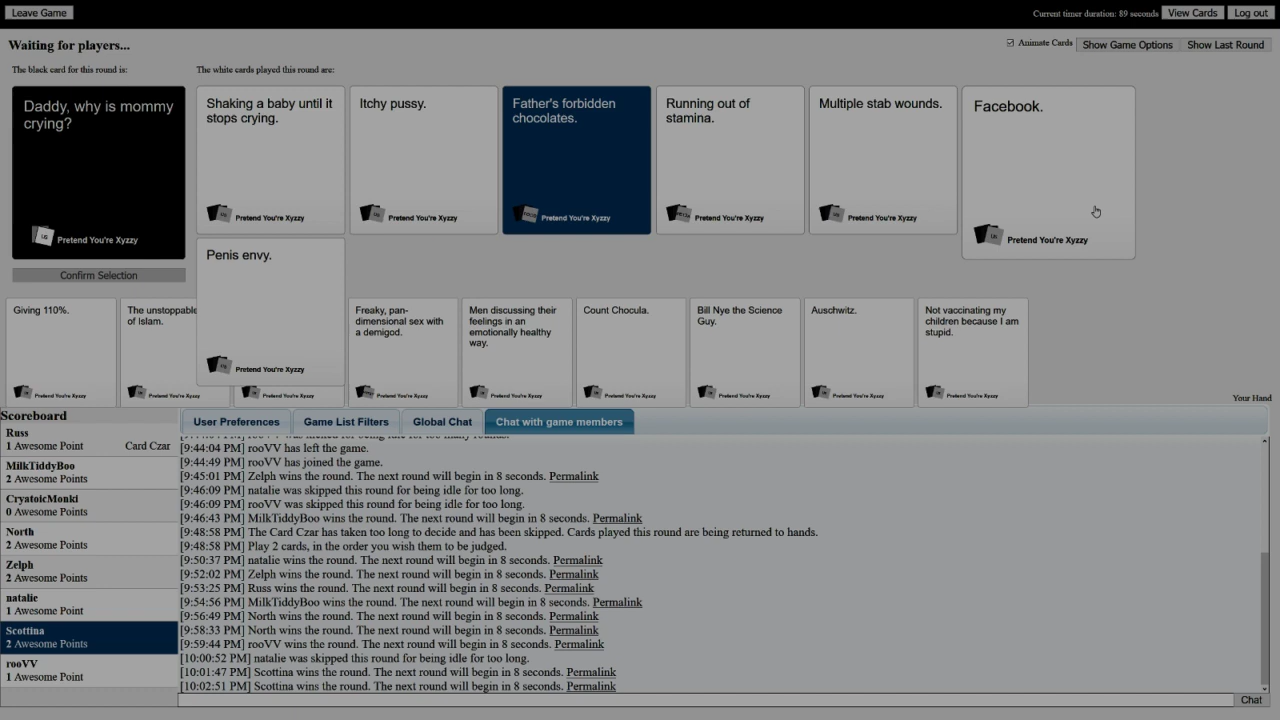 Leave Game
Current timer duration: 89 seconds
View Cards
Log out
Waiting for players...
Animate Cards
Show Game Options
Show Last Round
The black card for this round is:
The white cards played this round are:
Daddy, why is mommy
crying?
US
Pretend You're Xyzzy
Confirm Selection
Shaking a baby until it
stops crying.
US
Pretend You're Xyzzy
Itchy pussy.
US
Pretend You're Xyzzy
Father's forbidden
chocolates.
Pretend You're Xyzzy
Running out of
stamina.
Pretend You're Xyzzy
Multiple stab wounds.
US
Pretend You're Xyzzy
Facebook.
US
Pretend You're Xyzzy
Penis envy.
US
Pretend You're Xyzzy
Giving 110%.
Pretend You're Xyzzy
The unstoppable
of Islam.
Pretend You're Xyzzy
Pretend You're Xyzzy
Freaky, pan-
dimensional sex with
a demigod.
Pretend You're Xyzzy
Men discussing their
feelings in an
emotionally healthy
way.
Pretend You're Xyzzy
Count Chocula.
Pretend You're Xyzzy
Bill Nye the Science
Guy.
Pretend You're Xyzzy
Auschwitz.
Pretend You're Xyzzy
Not vaccinating my
children because I am
stupid.
Pretend You're Xyzzy
Your Hand
Scoreboard
Russ
1 Awesome Point
Card Czar
MilkTiddyBoo
2 Awesome Points
CryatoicMonki
0 Awesome Points
North
2 Awesome Points
Zelph
2 Awesome Points
natalie
1 Awesome Point
Scottina
2 Awesome Points
rooVV
1 Awesome Point
User Preferences
Game List Filters
Global Chat
Chat with game members
[9:44:04 PM] rooVV has left the game.
[9:44:49 PM] rooVV has joined the game.
[9:45:01 PM] Zelph wins the round. The next round will begin in 8 seconds. Permalink
[9:46:09 PM] natalie was skipped this round for being idle for too long.
[9:46:09 PM] rooVV was skipped this round for being idle for too long.
[9:46:43 PM] MilkTiddyBoo wins the round. The next round will begin in 8 seconds. Permalink
[9:48:58 PM] The Card Czar has taken too long to decide and has been skipped. Cards played this round are being returned to hands.
[9:48:58 PM] Play 2 cards, in the order you wish them to be judged.
[9:50:37 PM] natalie wins the round. The next round will begin in 8 seconds. Permalink
[9:52:02 PM] Zelph wins the round. The next round will begin in 8 seconds. Permalink
[9:53:25 PM] Russ wins the round. The next round will begin in 8 seconds. Permalink
[9:54:56 PM] MilkTiddyBoo wins the round. The next round will begin in 8 seconds. Permalink
[9:56:49 PM] North wins the round. The next round will begin in 8 seconds. Permalink
[9:58:33 PM] North wins the round. The next round will begin in 8 seconds. Permalink
[9:59:44 PM] rooVV wins the round. The next round will begin in 8 seconds. Permalink
[10:00:52 PM] natalie was skipped this round for being idle for too long.
[10:01:47 PM] Scottina wins the round. The next round will begin in 8 seconds. Permalink
[10:02:51 PM] Scottina wins the round. The next round will begin in 8 seconds. Permalink
Chat